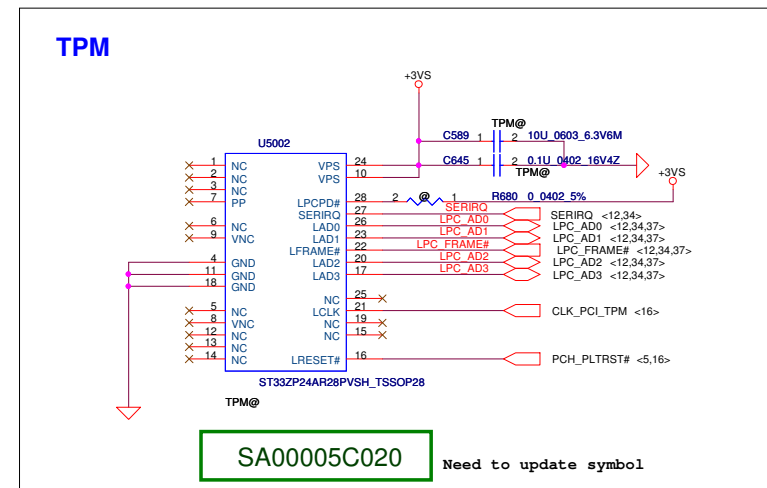 TPM
+3VS
TPM@
C589 1 2 10U_0603_6.3V6M
U5002
C645 1 2 0.1U_0402_16V4Z
TPM@
+3VS
1 NC VPS 24
2 NC VPS 10
3 NC
7 PP LPCPD# 28 2 @ 1 R680 0_0402_5%
SERIRQ 27 SERIRQ SERIRQ <12,34>
6 NC LAD0 26 LPC_AD0 LPC_AD0 <12,34,37>
9 VNC LAD1 23 LPC_AD1 LPC_AD1 <12,34,37>
LFRAME# 22 LPC_FRAME# LPC_FRAME# <12,34,37>
4 GND LAD2 20 LPC_AD2 LPC_AD2 <12,34,37>
11 GND LAD3 17 LPC_AD3 LPC_AD3 <12,34,37>
18 GND
NC 25
5 NC LCLK 21 CLK_PCI_TPM <16>
8 VNC NC 19
12 NC NC 15
13 NC
14 NC LRESET# 16 PCH_PLTRST# <5,16>
ST33ZP24AR28PVSH_TSSOP28
TPM@
SA00005C020 Need to update symbol